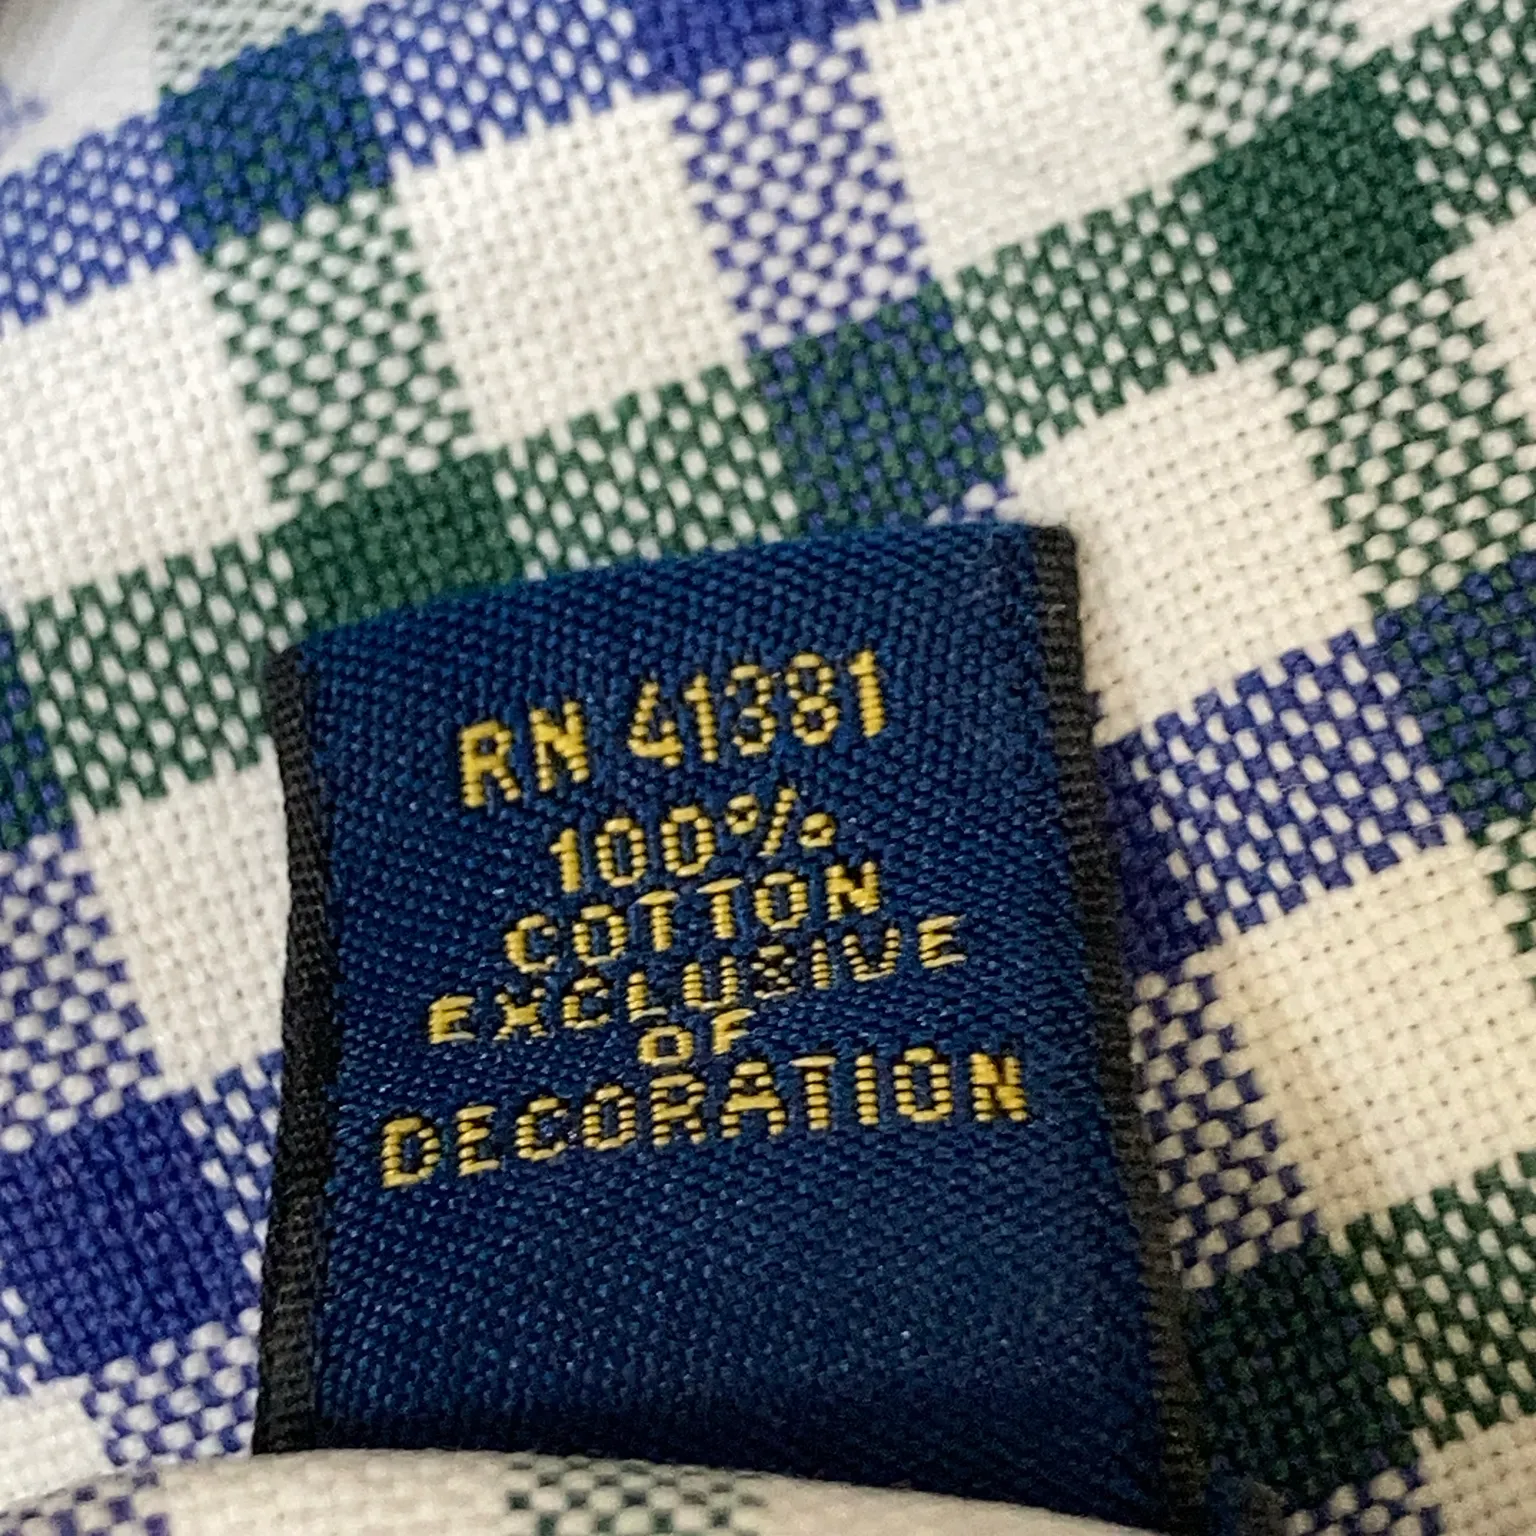 RN 41381
100%
COTTON
EXCLUSIVE
OF
DECORATION